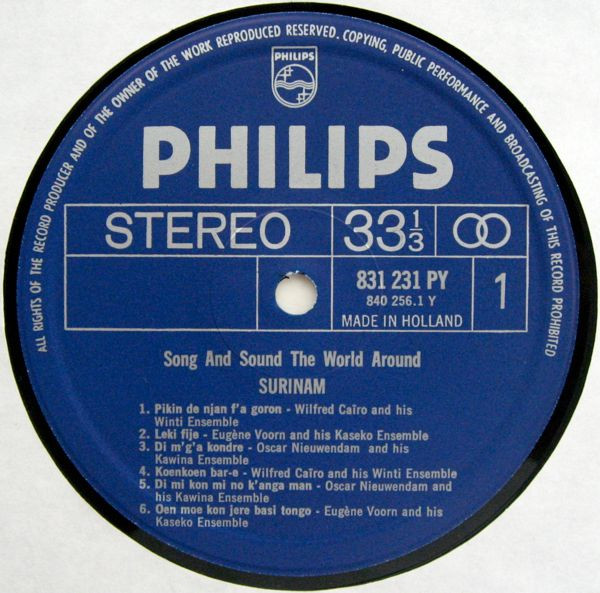 ALL RIGHTS OF THE RECORD PRODUCER AND OF THE OWNER OF THE WORK REPRODUCED RESERVED. COPYING, PUBLIC PERFORMANCE AND BROADCASTING OF THIS RECORD PROHIBITED
PHILIPS
PHILIPS
STEREO 33 1/3
831 231 PY 1
840 256.1 Y
MADE IN HOLLAND
Song And Sound The World Around
SURINAM
1. Pikin de njan f'a goron - Wilfred Caïro and his
Winti Ensemble
2. Leki fije - Eugène Voorn and his Kaseko Ensemble
3. Di m'g'a kondre - Oscar Nieuwendam and his
Kawina Ensemble
4. Koenkoen bar-e - Wilfred Caïro and his Winti Ensemble
5. Di mi kon mi no k'anga man - Oscar Nieuwendam and
his Kawina Ensemble
6. Oen moe kon jere basi tongo - Eugène Voorn and his
Kaseko Ensemble